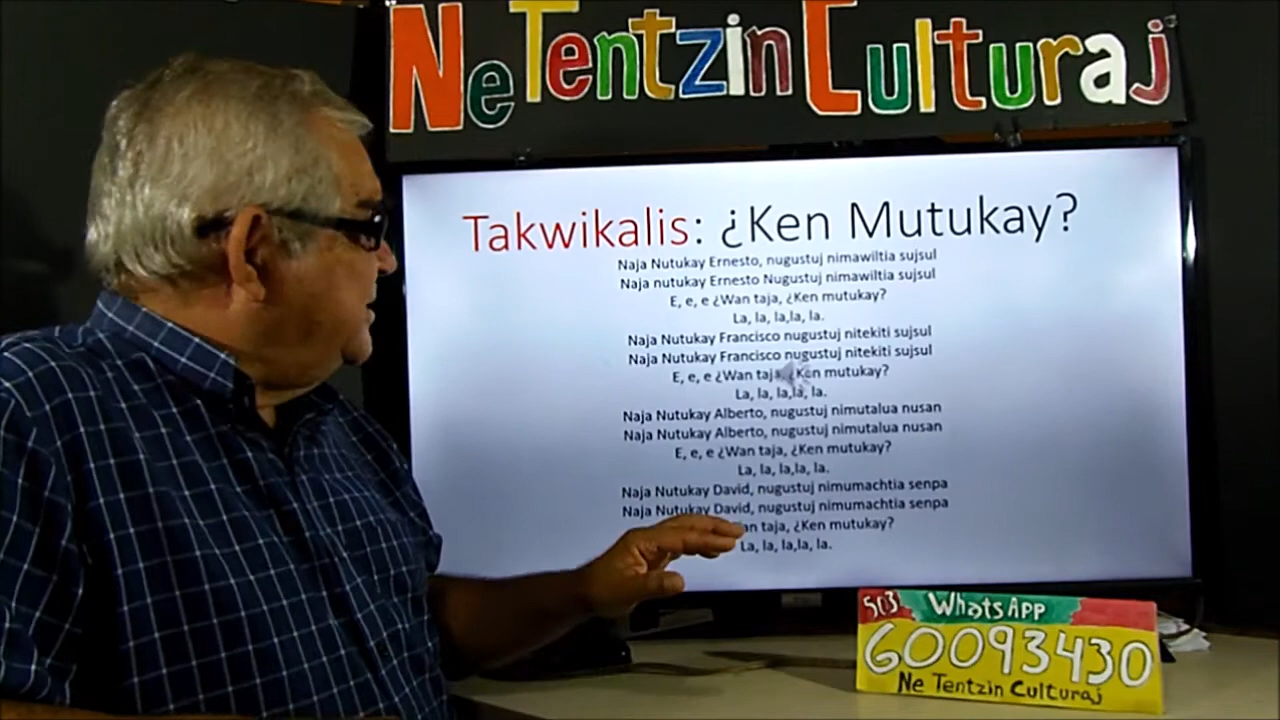 Ne Tentzin Culturaj
Takwikalis: ¿Ken Mutukay?
Naja Nutukay Ernesto, nugustuj nimawiltia sujsul
Naja nutukay Ernesto Nugustuj nimawiltia sujsul
E, e, e ¿Wan taja, ¿Ken mutukay?
La, la, la,la, la.
Naja Nutukay Francisco nugustuj nitekiti sujsul
Naja Nutukay Francisco nugustuj nitekiti sujsul
E, e, e ¿Wan taja, ¿Ken mutukay?
La, la, la,la, la.
Naja Nutukay Alberto, nugustuj nimutalua nusan
Naja Nutukay Alberto, nugustuj nimutalua nusan
E, e, e ¿Wan taja, ¿Ken mutukay?
La, la, la,la, la.
Naja Nutukay David, nugustuj nimumachtia senpa
Naja Nutukay David, nugustuj nimumachtia senpa
taja, ¿Ken mutukay?
La, la, la,la, la.
503 WhatsApp
60093430
Ne Tentzin Culturaj